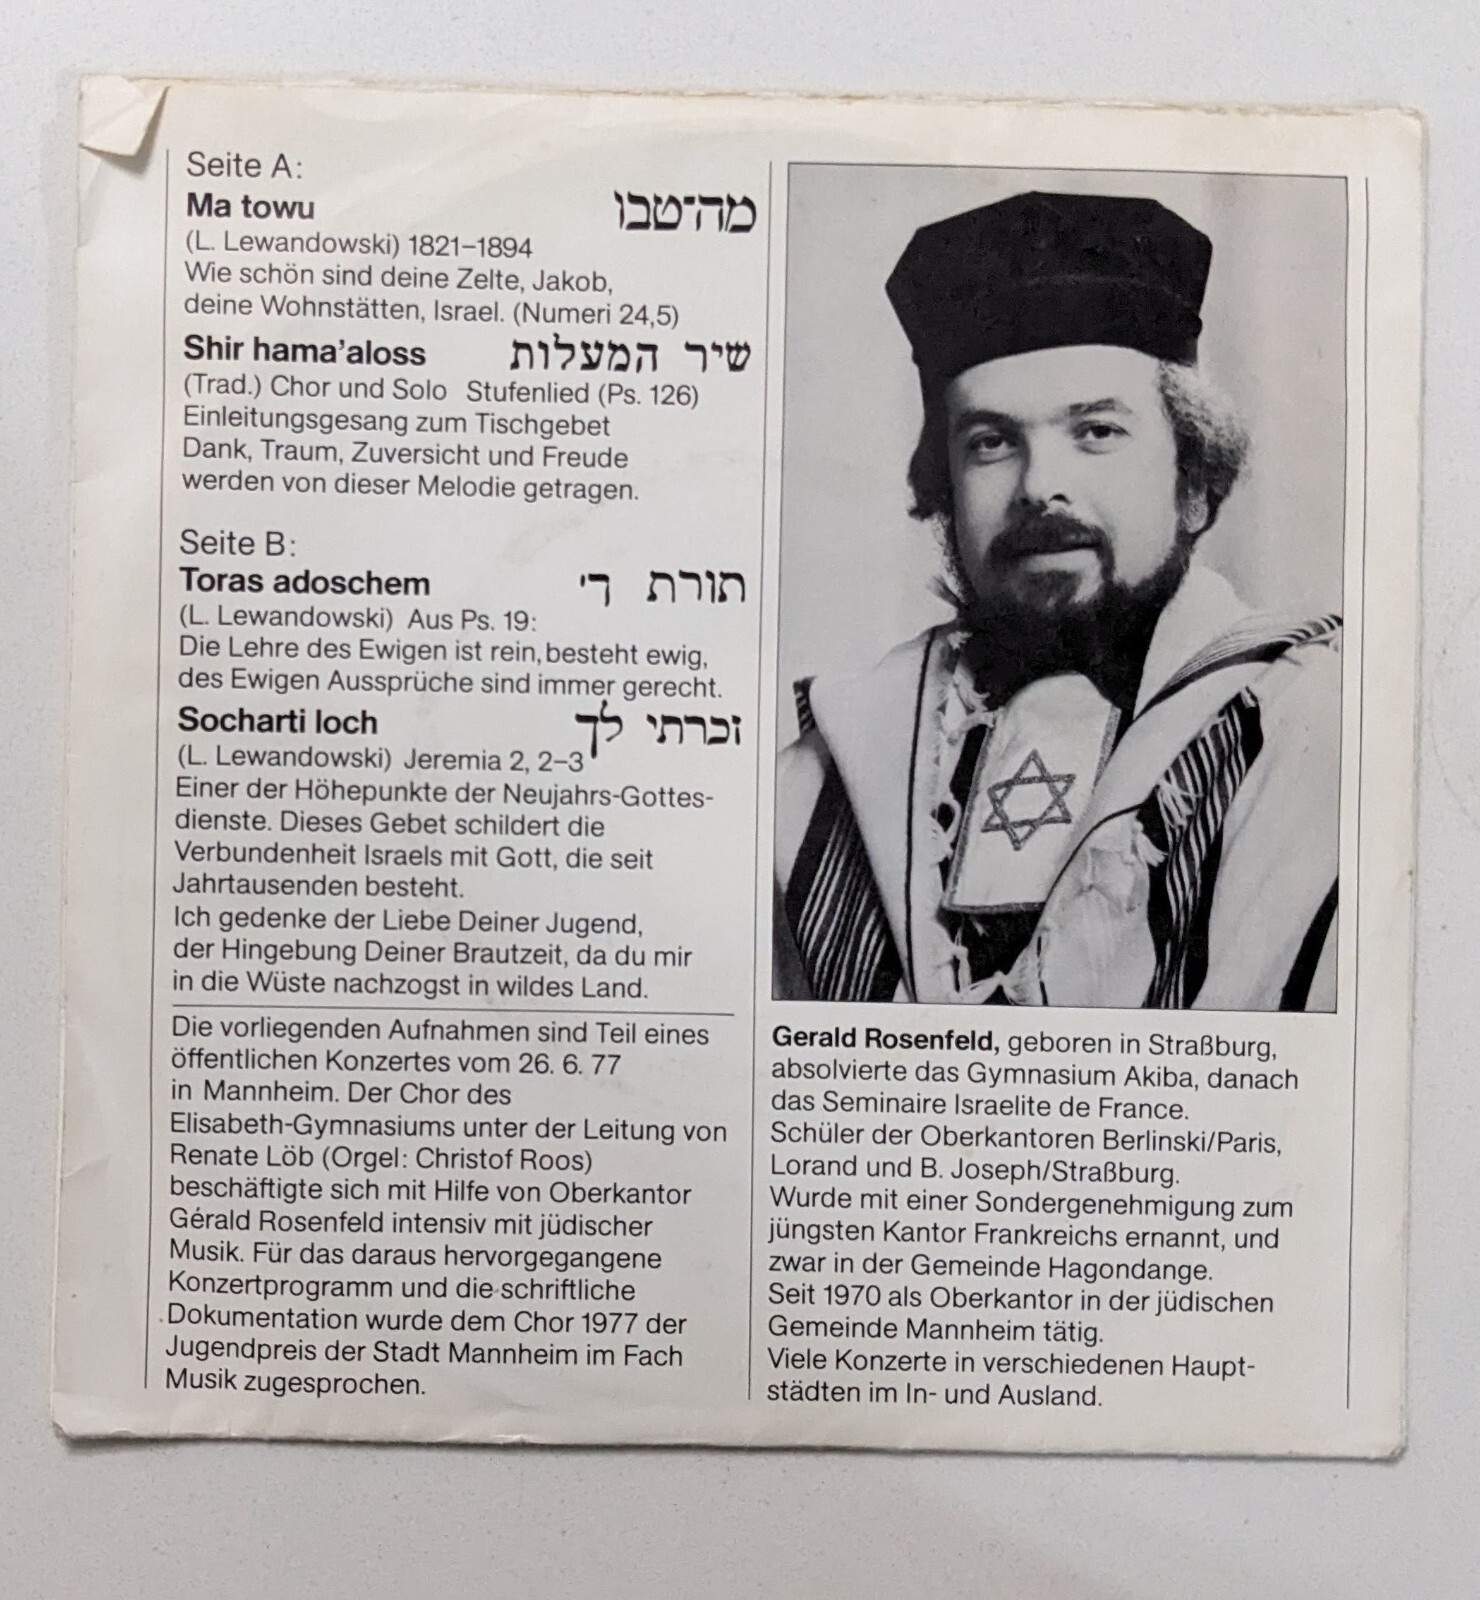 Seite A:
Ma towu מה־טבו
(L. Lewandowski) 1821–1894
Wie schön sind deine Zelte, Jakob,
deine Wohnstätten, Israel. (Numeri 24,5)
Shir hama'aloss שיר המעלות
(Trad.) Chor und Solo Stufenlied (Ps. 126)
Einleitungsgesang zum Tischgebet
Dank, Traum, Zuversicht und Freude
werden von dieser Melodie getragen.
Seite B:
Toras adoschem תורת די
(L. Lewandowski) Aus Ps. 19:
Die Lehre des Ewigen ist rein, besteht ewig,
des Ewigen Aussprüche sind immer gerecht.
Socharti loch זכרתי לך
(L. Lewandowski) Jeremia 2, 2–3
Einer der Höhepunkte der Neujahrs-Gottes-
dienste. Dieses Gebet schildert die
Verbundenheit Israels mit Gott, die seit
Jahrtausenden besteht.
Ich gedenke der Liebe Deiner Jugend,
der Hingebung Deiner Brautzeit, da du mir
in die Wüste nachzogst in wildes Land.
Die vorliegenden Aufnahmen sind Teil eines
öffentlichen Konzertes vom 26. 6. 77
in Mannheim. Der Chor des
Elisabeth-Gymnasiums unter der Leitung von
Renate Löb (Orgel: Christof Roos)
beschäftigte sich mit Hilfe von Oberkantor
Gérald Rosenfeld intensiv mit jüdischer
Musik. Für das daraus hervorgegangene
Konzertprogramm und die schriftliche
Dokumentation wurde dem Chor 1977 der
Jugendpreis der Stadt Mannheim im Fach
Musik zugesprochen.
Gerald Rosenfeld, geboren in Straßburg,
absolvierte das Gymnasium Akiba, danach
das Seminaire Israelite de France.
Schüler der Oberkantoren Berlinski/Paris,
Lorand und B. Joseph/Straßburg.
Wurde mit einer Sondergenehmigung zum
jüngsten Kantor Frankreichs ernannt, und
zwar in der Gemeinde Hagondange.
Seit 1970 als Oberkantor in der jüdischen
Gemeinde Mannheim tätig.
Viele Konzerte in verschiedenen Haupt-
städten im In- und Ausland.